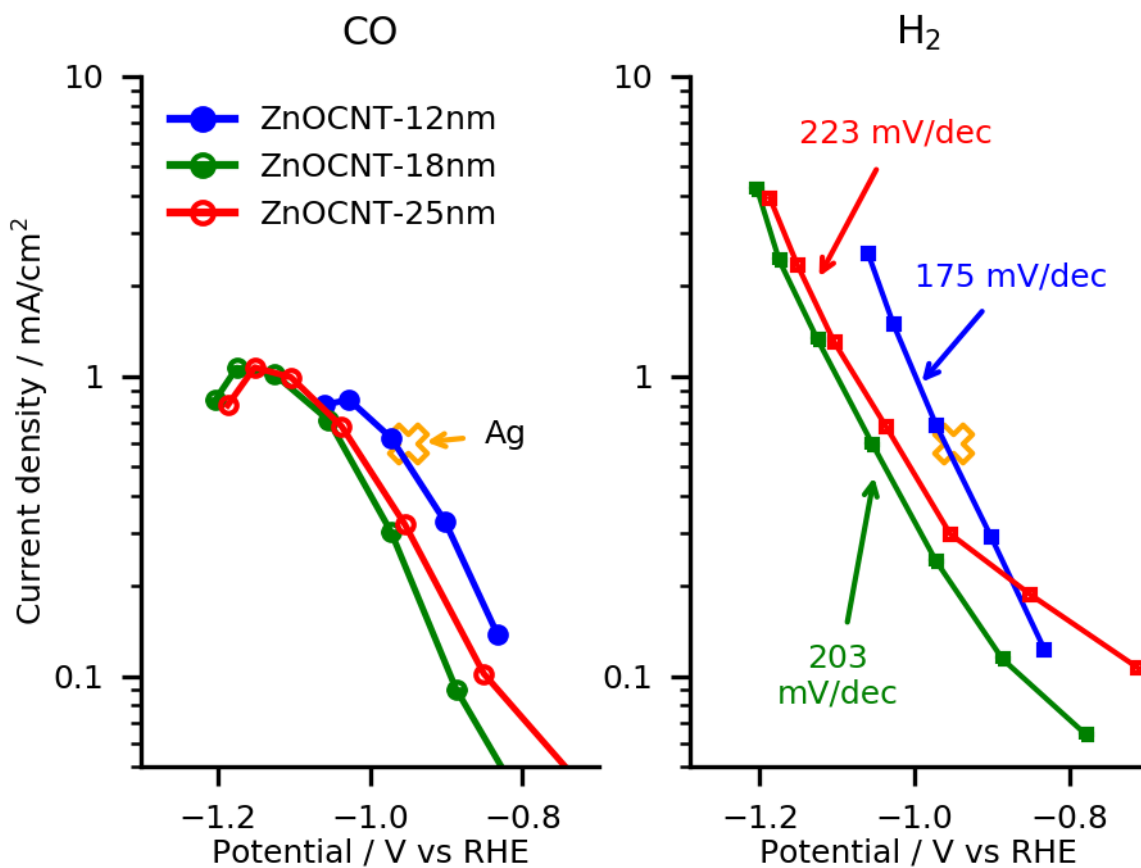 CO
H₂
10
1
0.1
Current density / mA/cm²
ZnOCNT-12nm
ZnOCNT-18nm
ZnOCNT-25nm
Ag
−1.2
−1.0
−0.8
Potential / V vs RHE
10
1
0.1
223 mV/dec
175 mV/dec
203
mV/dec
−1.2
−1.0
−0.8
Potential / V vs RHE